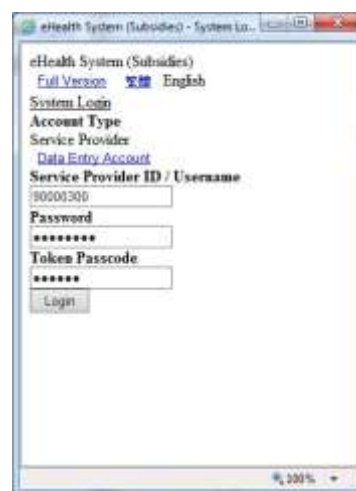 eHealth System (Subsidies) - System Lo...
eHealth System (Subsidies)
Full Version 繁體 English
System Login
Account Type
Service Provider
Data Entry Account
Service Provider ID / Username
90000300
Password
••••••••
Token Passcode
••••••
Login
100%